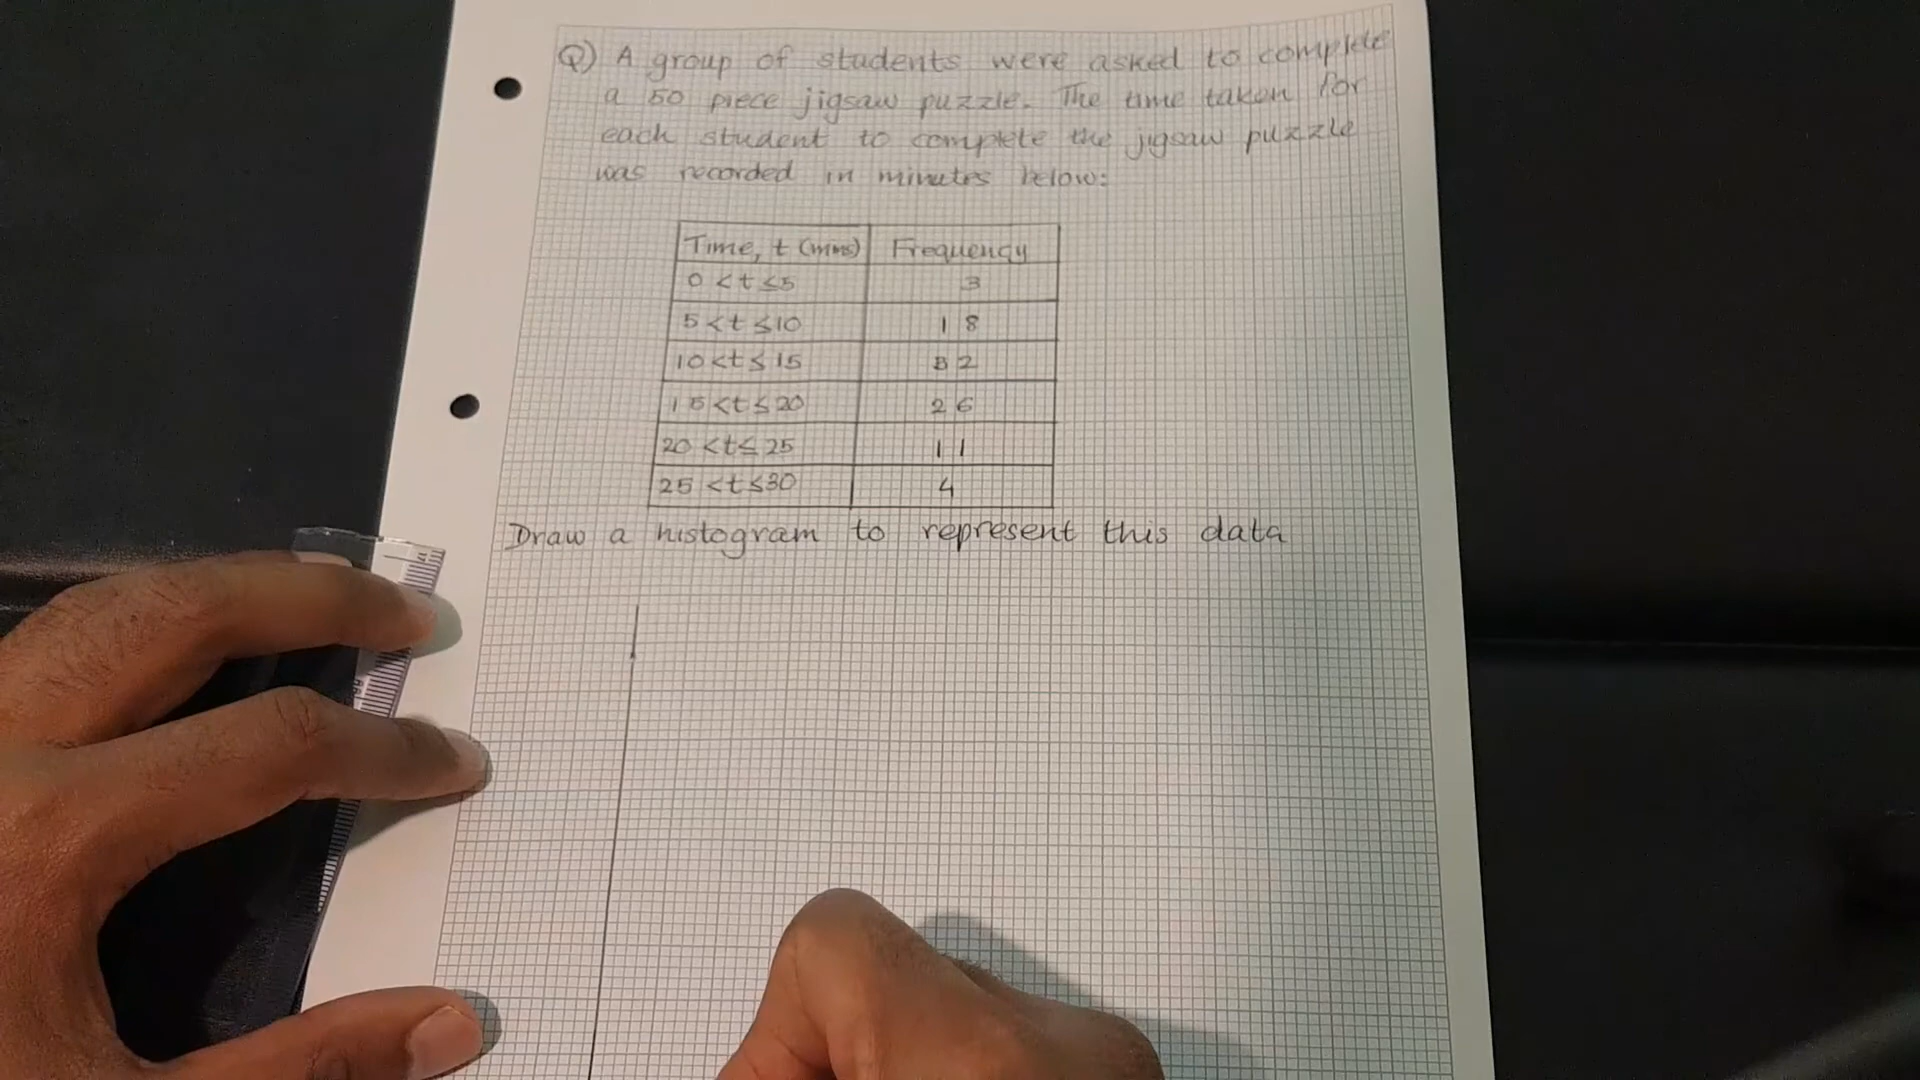 Q) A group of students were asked to complete
a 50 piece jigsaw puzzle. The time taken for
each student to complete the jigsaw puzzle
was recorded in minutes below:
Time, t (mins) Frequency
0 < t ≤ 5 3
5 < t ≤ 10 18
10 < t ≤ 15 32
15 < t ≤ 20 26
20 < t ≤ 25 11
25 < t ≤ 30 4
Draw a histogram to represent this data